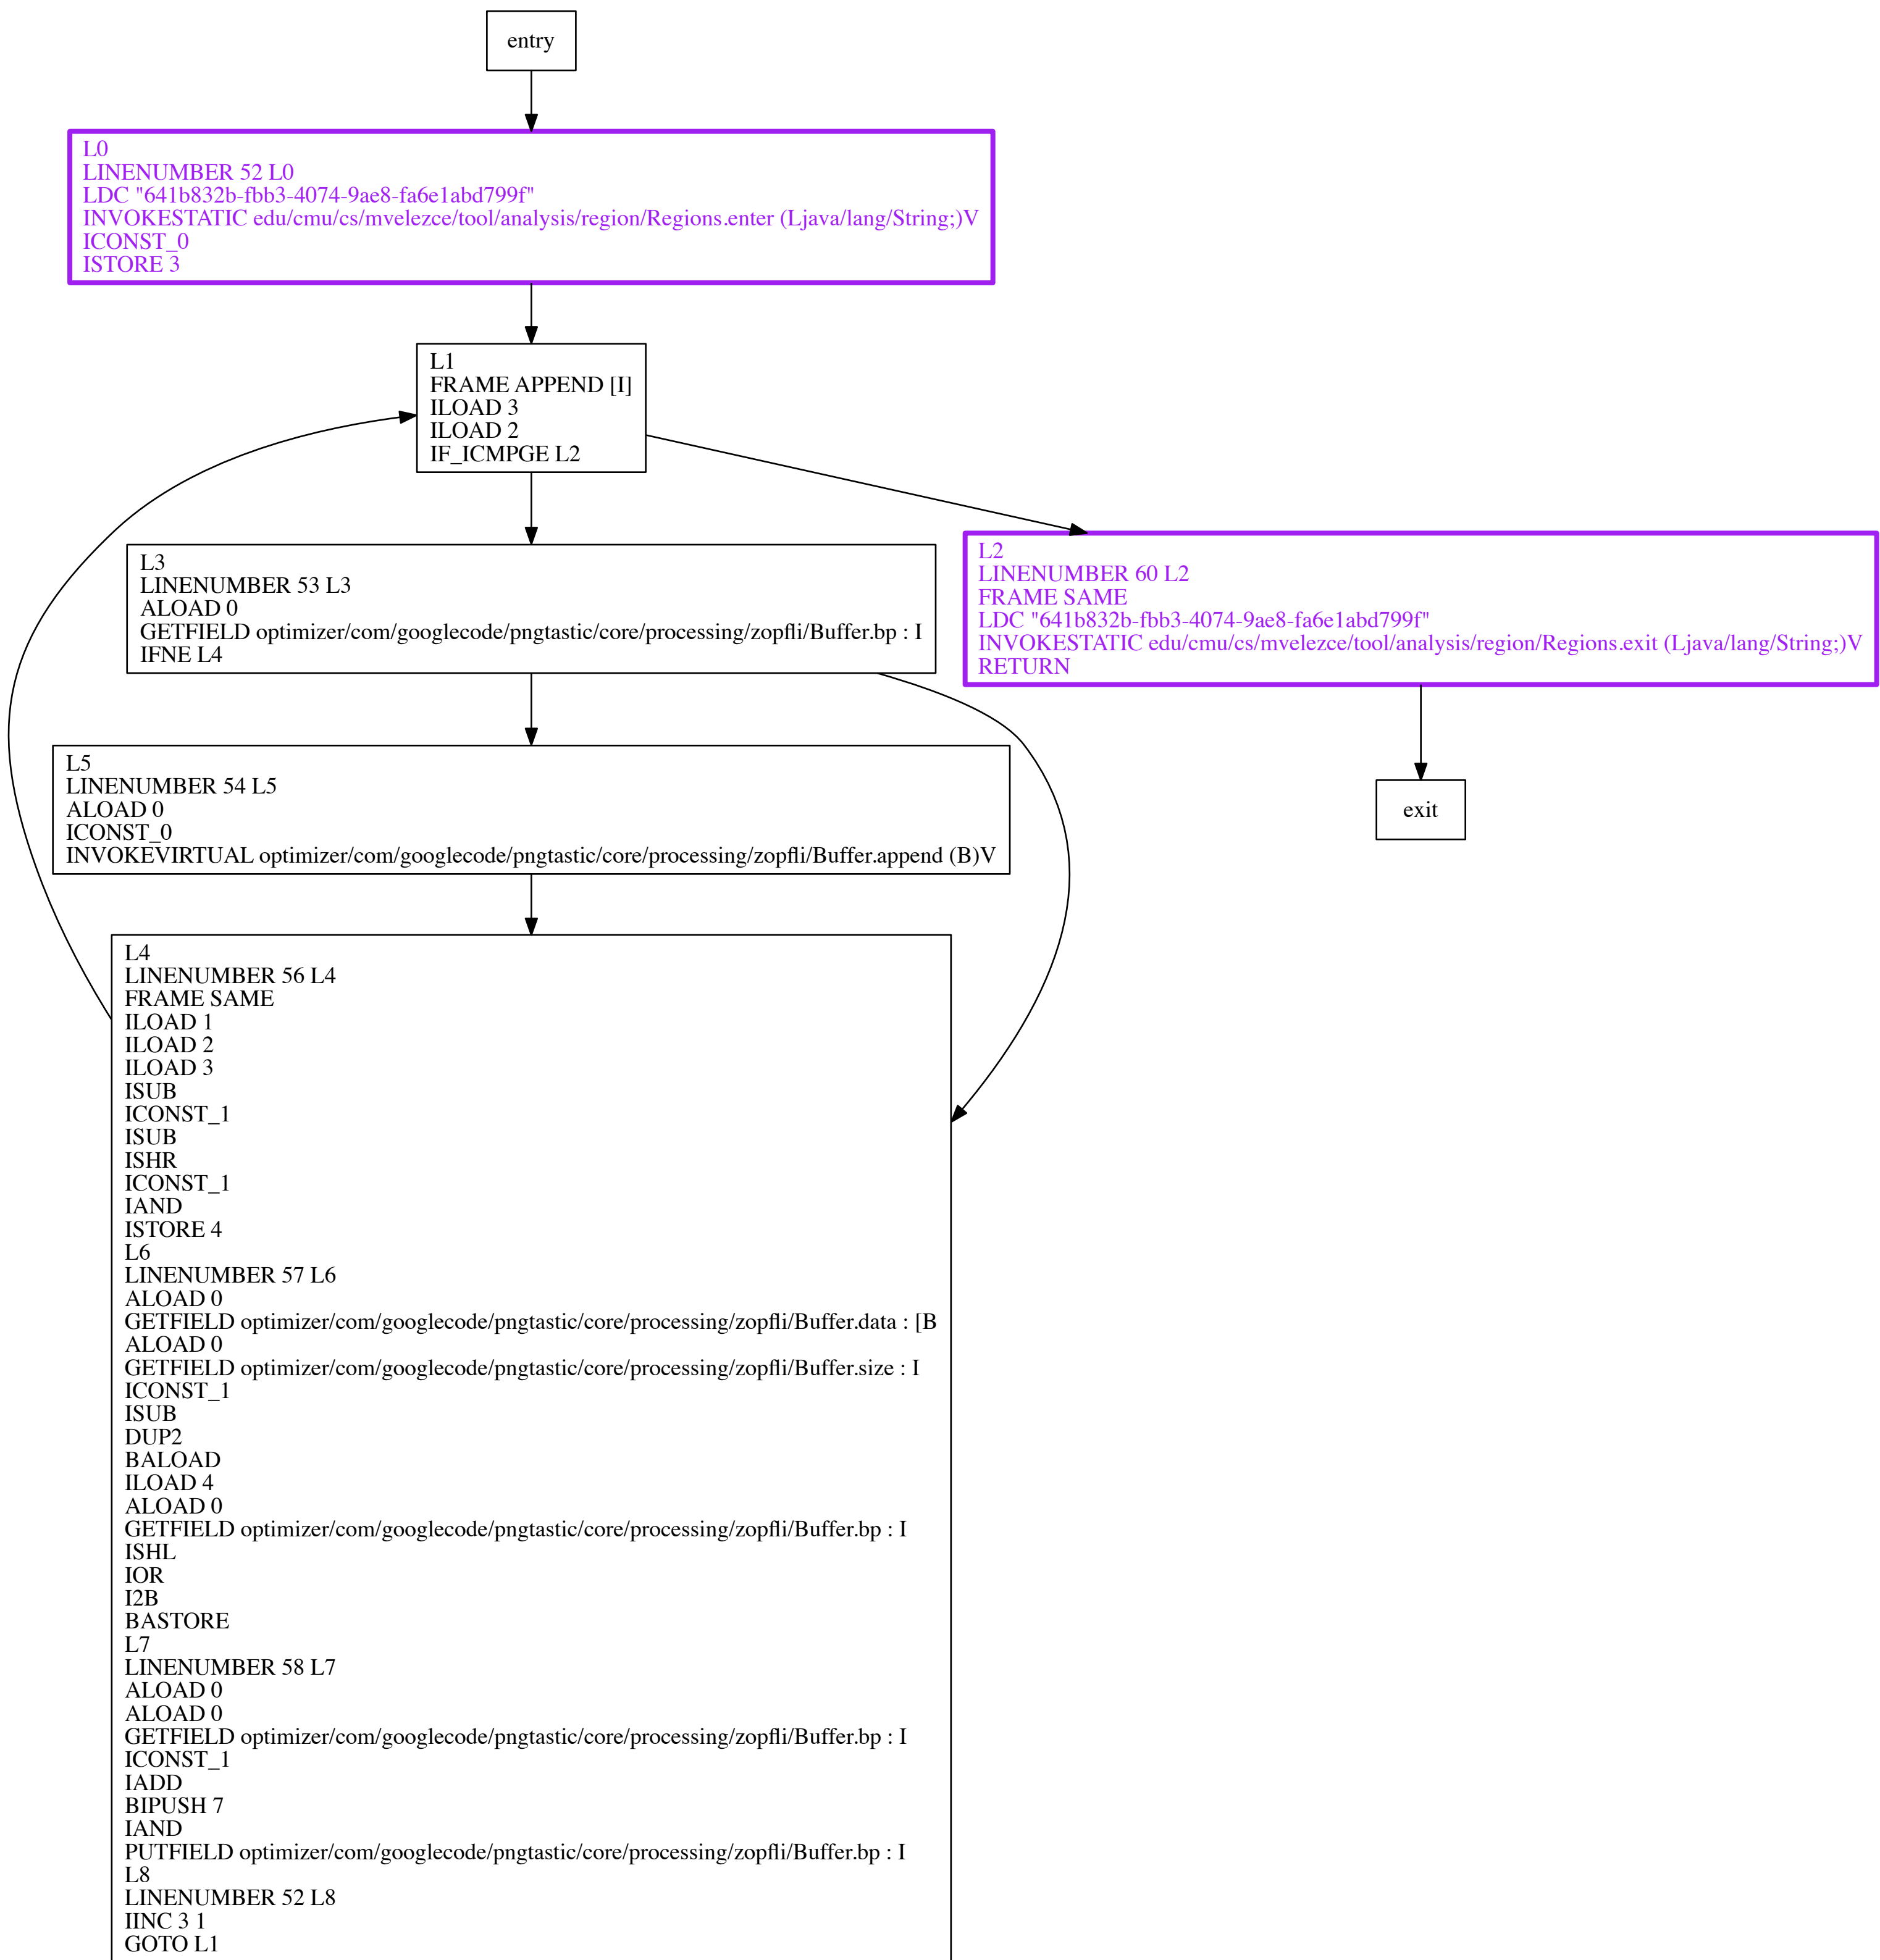 entry
L0
LINENUMBER 52 L0
LDC "641b832b-fbb3-4074-9ae8-fa6e1abd799f"
INVOKESTATIC edu/cmu/cs/mvelezce/tool/analysis/region/Regions.enter (Ljava/lang/String;)V
ICONST_0
ISTORE 3
L1
FRAME APPEND [I]
ILOAD 3
ILOAD 2
IF_ICMPGE L2
L3
LINENUMBER 53 L3
ALOAD 0
GETFIELD optimizer/com/googlecode/pngtastic/core/processing/zopfli/Buffer.bp : I
IFNE L4
L2
LINENUMBER 60 L2
FRAME SAME
LDC "641b832b-fbb3-4074-9ae8-fa6e1abd799f"
INVOKESTATIC edu/cmu/cs/mvelezce/tool/analysis/region/Regions.exit (Ljava/lang/String;)V
RETURN
L5
LINENUMBER 54 L5
ALOAD 0
ICONST_0
INVOKEVIRTUAL optimizer/com/googlecode/pngtastic/core/processing/zopfli/Buffer.append (B)V
exit
L4
LINENUMBER 56 L4
FRAME SAME
ILOAD 1
ILOAD 2
ILOAD 3
ISUB
ICONST_1
ISUB
ISHR
ICONST_1
IAND
ISTORE 4
L6
LINENUMBER 57 L6
ALOAD 0
GETFIELD optimizer/com/googlecode/pngtastic/core/processing/zopfli/Buffer.data : [B
ALOAD 0
GETFIELD optimizer/com/googlecode/pngtastic/core/processing/zopfli/Buffer.size : I
ICONST_1
ISUB
DUP2
BALOAD
ILOAD 4
ALOAD 0
GETFIELD optimizer/com/googlecode/pngtastic/core/processing/zopfli/Buffer.bp : I
ISHL
IOR
I2B
BASTORE
L7
LINENUMBER 58 L7
ALOAD 0
ALOAD 0
GETFIELD optimizer/com/googlecode/pngtastic/core/processing/zopfli/Buffer.bp : I
ICONST_1
IADD
BIPUSH 7
IAND
PUTFIELD optimizer/com/googlecode/pngtastic/core/processing/zopfli/Buffer.bp : I
L8
LINENUMBER 52 L8
IINC 3 1
GOTO L1